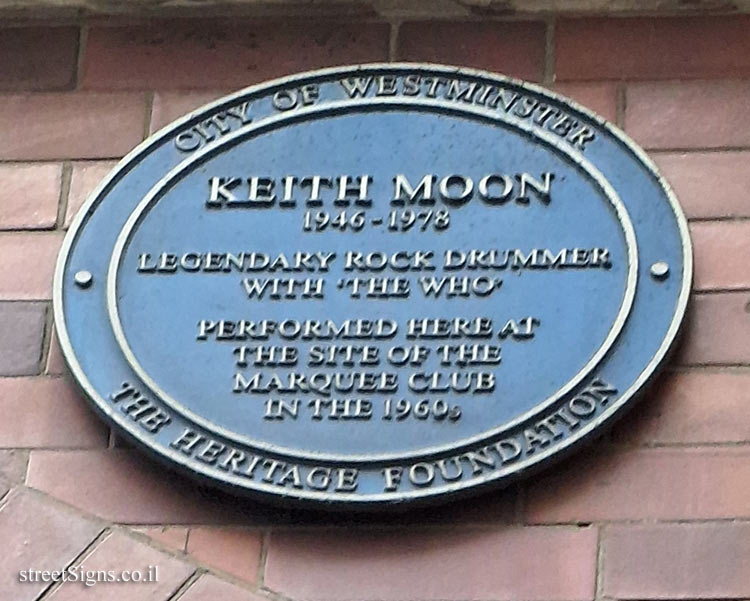 CITY OF WESTMINSTER
KEITH MOON
1946-1978
LEGENDARY ROCK DRUMMER
WITH 'THE WHO'
PERFORMED HERE AT
THE SITE OF THE
MARQUEE CLUB
IN THE 1960s
THE HERITAGE FOUNDATION
streetSigns.co.il